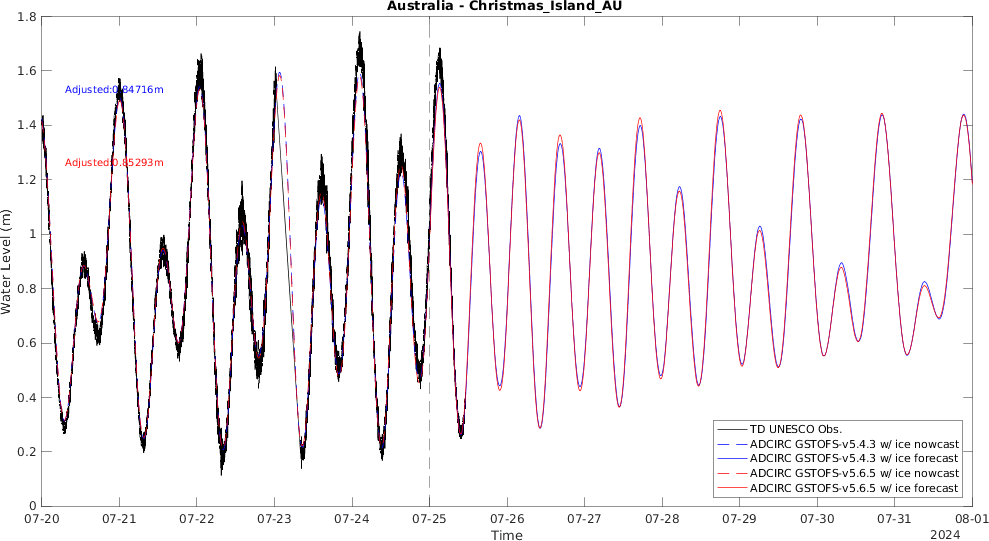 Australia - Christmas_Island_AU
1.8
1.6
1.4
1.2
1
0.8
0.6
0.4
0.2
0
Water Level (m)
Adjusted:0.84716m
Adjusted:0.85293m
TD UNESCO Obs.
ADCIRC GSTOFS-v5.4.3 w/ ice nowcast
ADCIRC GSTOFS-v5.4.3 w/ ice forecast
ADCIRC GSTOFS-v5.6.5 w/ ice nowcast
ADCIRC GSTOFS-v5.6.5 w/ ice forecast
07-20 07-21 07-22 07-23 07-24 07-25 07-26 07-27 07-28 07-29 07-30 07-31 08-01
Time
2024